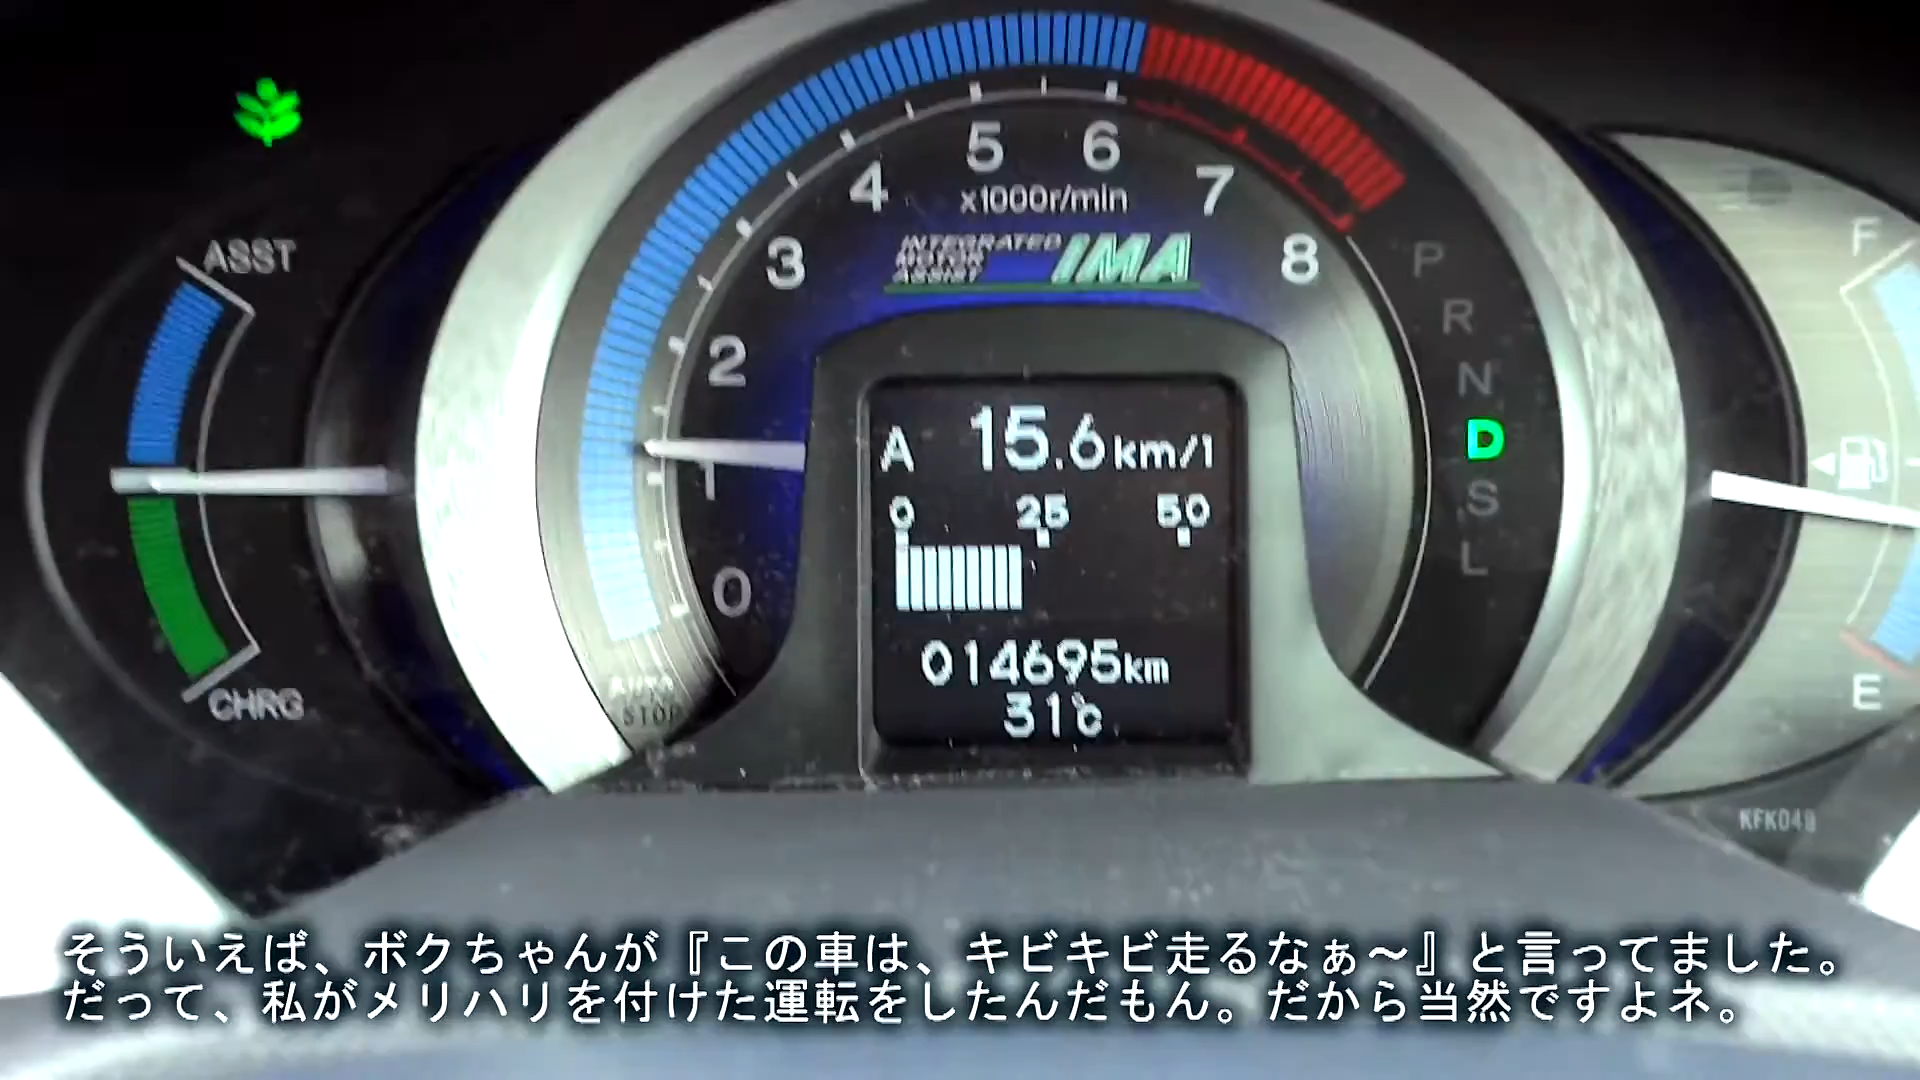 ASST
CHRG
5
6
4
7
x1000r/min
3
8
INTEGRATED
MOTOR
ASSIST
IMA
2
1
0
AUTO
STOP
A 15.6km/l
0 25 50
014695km
31℃
P
R
N
D
S
L
F
E
KFK049
そういえば、ボクちゃんが『この車は、キビキビ走るなぁ～』と言ってました。
だって、私がメリハリを付けた運転をしたんだもん。だから当然ですよネ。